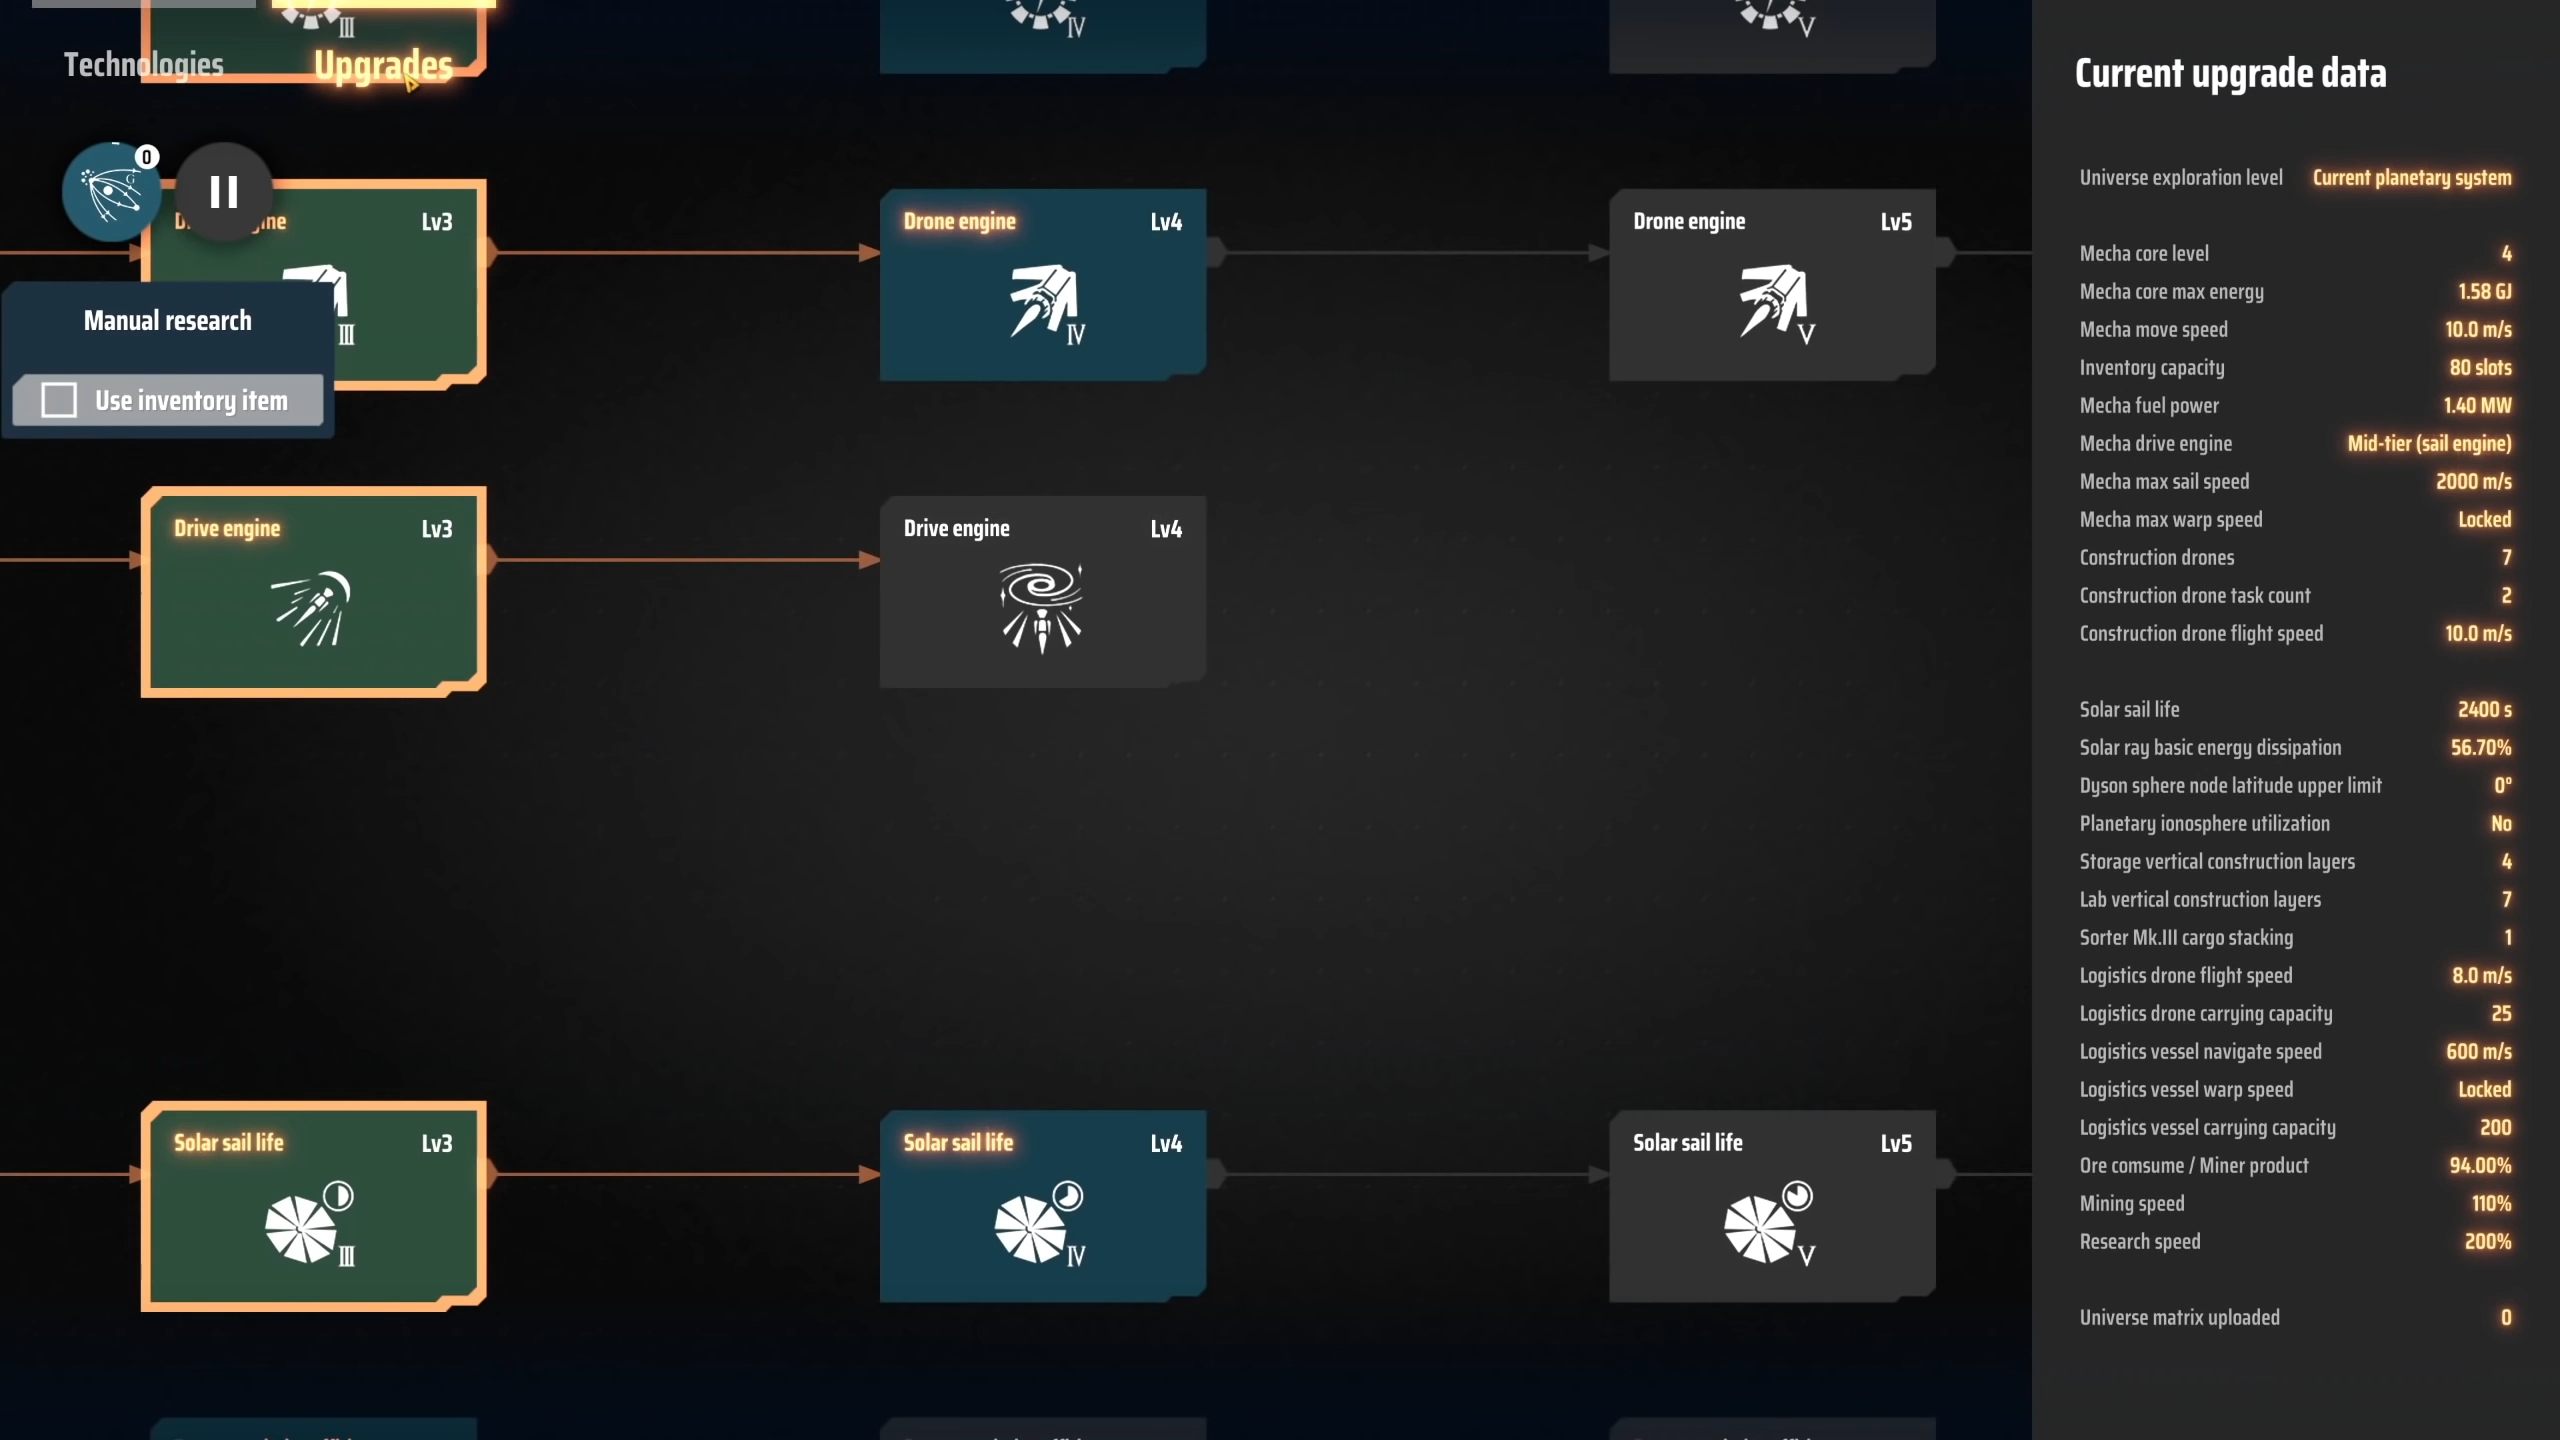 III
IV
V
Technologies
Upgrades
0
Lv3
Drone engine Lv4
Drone engine Lv5
III
IV
V
Manual research
Use inventory item
Drive engine Lv3
Drive engine Lv4
Solar sail life Lv3
III
Solar sail life Lv4
IV
Solar sail life Lv5
V
Current upgrade data
Universe exploration level Current planetary system
Mecha core level 4
Mecha core max energy 1.58 GJ
Mecha move speed 10.0 m/s
Inventory capacity 80 slots
Mecha fuel power 1.40 MW
Mecha drive engine Mid-tier (sail engine)
Mecha max sail speed 2000 m/s
Mecha max warp speed Locked
Construction drones 7
Construction drone task count 2
Construction drone flight speed 10.0 m/s
Solar sail life 2400 s
Solar ray basic energy dissipation 56.70%
Dyson sphere node latitude upper limit 0°
Planetary ionosphere utilization No
Storage vertical construction layers 4
Lab vertical construction layers 7
Sorter Mk.III cargo stacking 1
Logistics drone flight speed 8.0 m/s
Logistics drone carrying capacity 25
Logistics vessel navigate speed 600 m/s
Logistics vessel warp speed Locked
Logistics vessel carrying capacity 200
Ore comsume / Miner product 94.00%
Mining speed 110%
Research speed 200%
Universe matrix uploaded 0